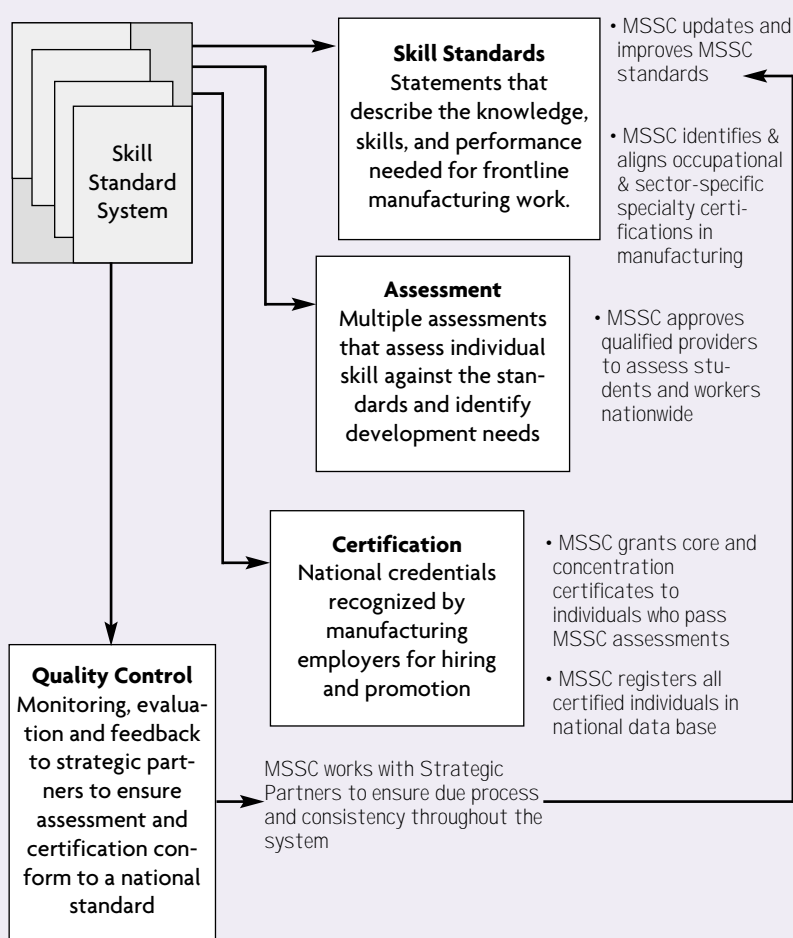 Skill
Standard
System
Skill Standards
Statements that
describe the knowledge,
skills, and performance
needed for frontline
manufacturing work.
• MSSC updates and
improves MSSC
standards
• MSSC identifies &
aligns occupational
& sector-specific
specialty certi-
fications in
manufacturing
Assessment
Multiple assessments
that assess individual
skill against the stan-
dards and identify
development needs
• MSSC approves
qualified providers
to assess stu-
dents and workers
nationwide
Certification
National credentials
recognized by
manufacturing
employers for hiring
and promotion
• MSSC grants core and
concentration
certificates to
individuals who pass
MSSC assessments
• MSSC registers all
certified individuals in
national data base
Quality Control
Monitoring, evalua-
tion and feedback
to strategic part-
ners to ensure
assessment and
certification con-
form to a national
standard
MSSC works with Strategic
Partners to ensure due process
and consistency throughout the
system